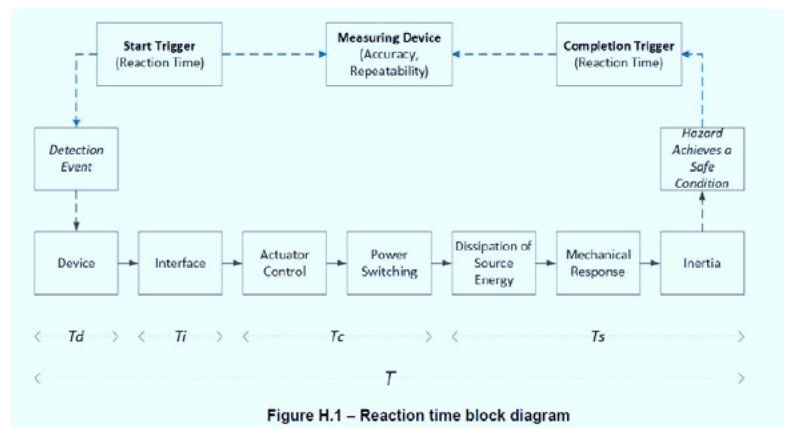 Start Trigger
(Reaction Time)
Measuring Device
(Accuracy,
Repeatability)
Completion Trigger
(Reaction Time)
Detection
Event
Hazard
Achieves a
Safe
Condition
Device
Interface
Actuator
Control
Power
Switching
Dissipation of
Source
Energy
Mechanical
Response
Inertia
Td
Ti
Tc
Ts
T
Figure H.1 – Reaction time block diagram